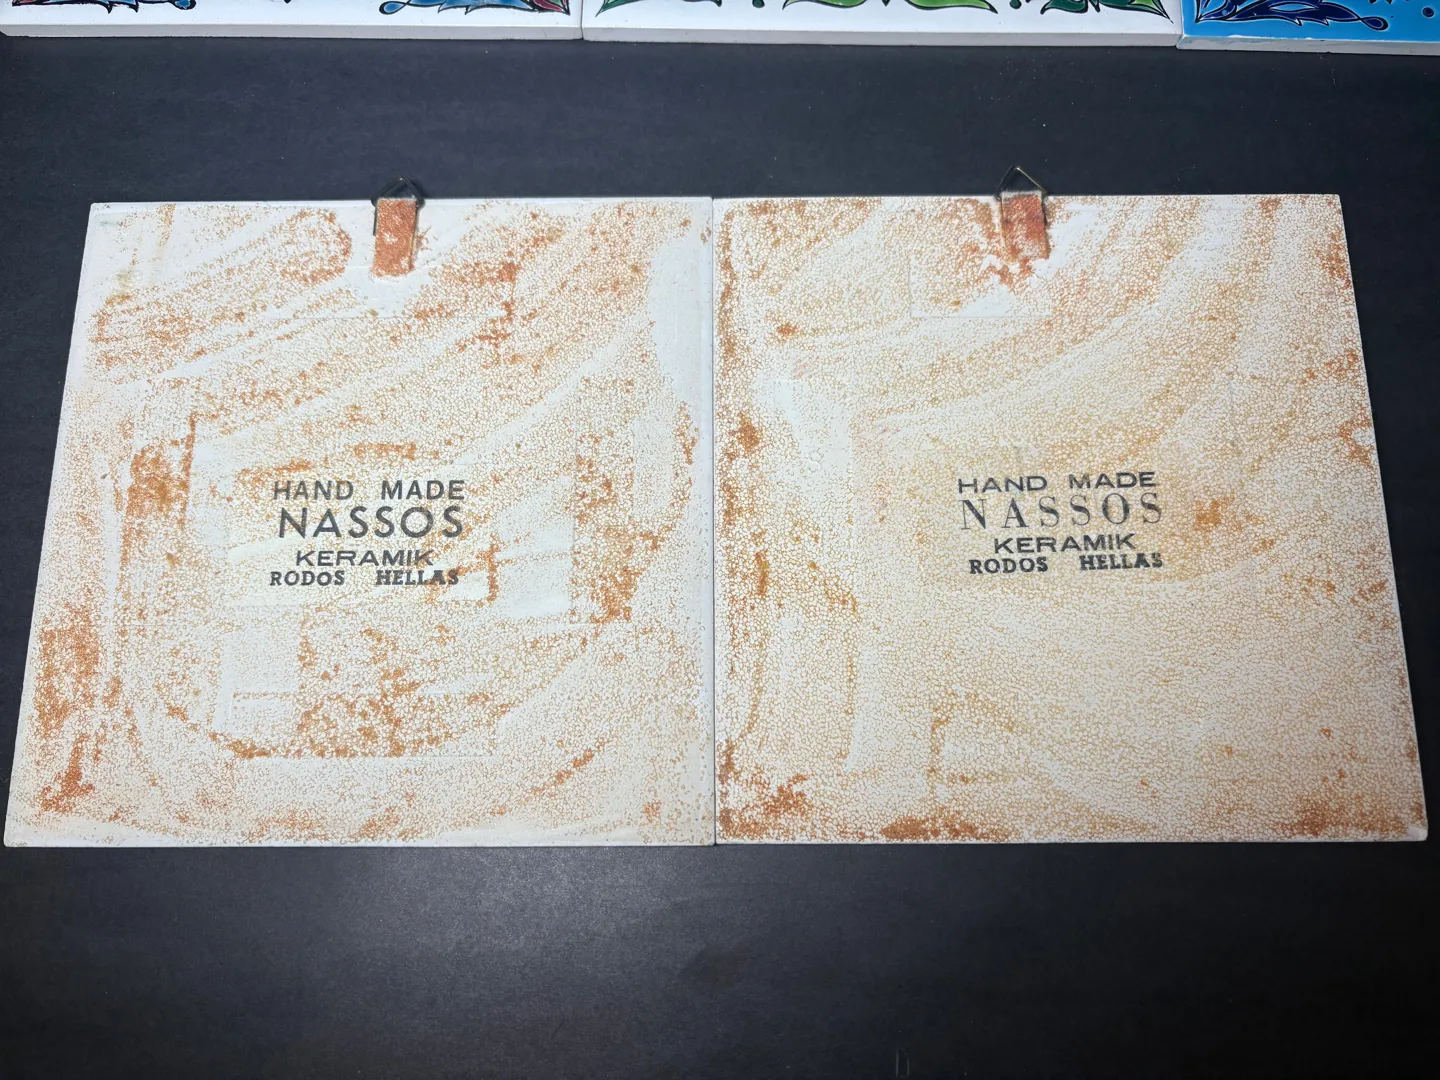 HAND MADE
NASSOS
KERAMIK
RODOS HELLAS
HAND MADE
NASSOS
KERAMIK
RODOS HELLAS